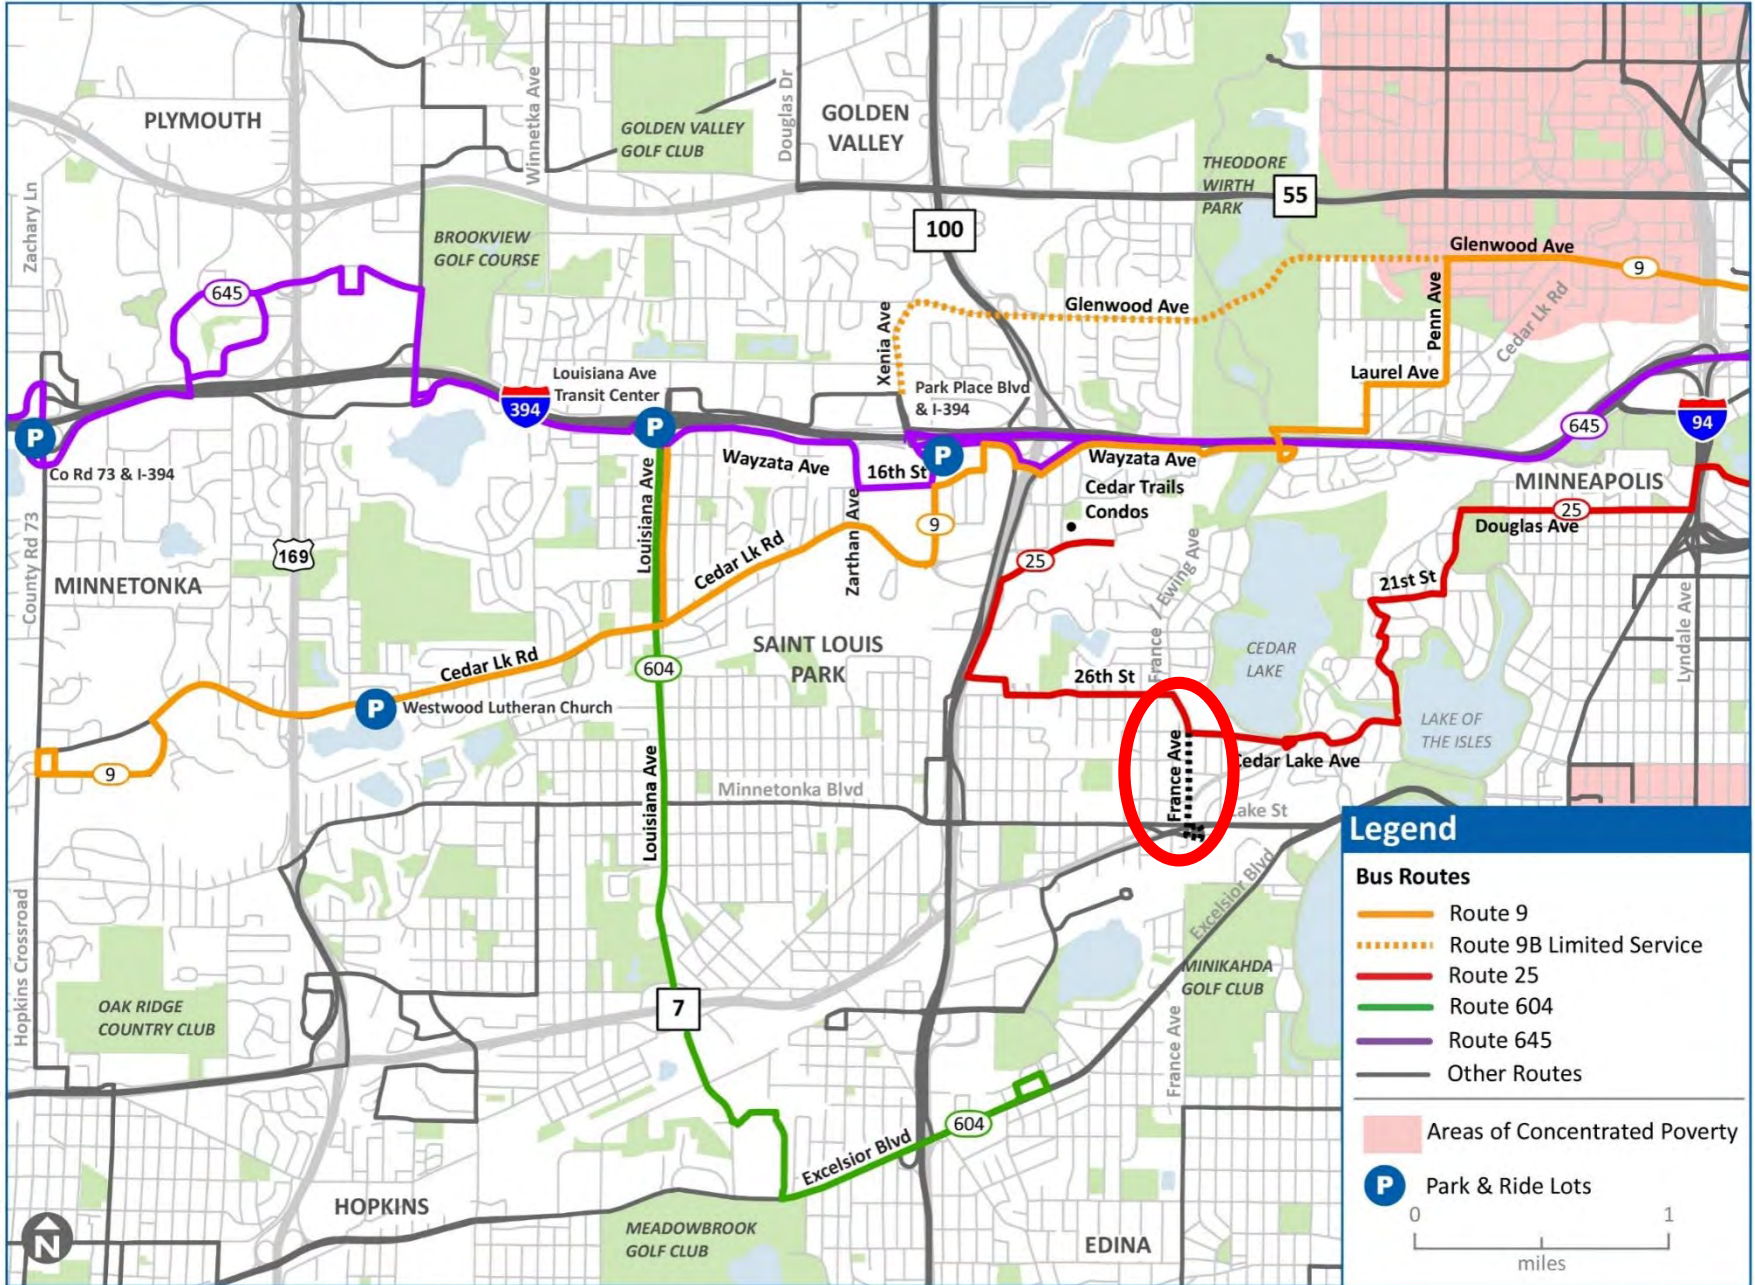 PLYMOUTH
Zachary Ln
Winnetka Ave
GOLDEN VALLEY
GOLF CLUB
Douglas Dr
GOLDEN
VALLEY
THEODORE
WIRTH
PARK
55
100
BROOKVIEW
GOLF COURSE
645
Glenwood Ave
9
Glenwood Ave
Xenia Ave
Penn Ave
Cedar Lk Rd
Laurel Ave
Louisiana Ave
Transit Center
394
P
Park Place Blvd
& I-394
P
94
645
P
Co Rd 73 & I-394
Wayzata Ave
16th St
Wayzata Ave
Cedar Trails
Condos
MINNEAPOLIS
25
Douglas Ave
County Rd 73
169
MINNETONKA
Louisiana Ave
Cedar Lk Rd
Zarthan Ave
9
25
France / Ewing Ave
21st St
Lyndale Ave
CEDAR
LAKE
SAINT LOUIS
PARK
604
Cedar Lk Rd
P
Westwood Lutheran Church
26th St
LAKE OF
THE ISLES
9
Louisiana Ave
Minnetonka Blvd
France Ave
Cedar Lake Ave
Lake St
Excelsior Blvd
Hopkins Crossroad
OAK RIDGE
COUNTRY CLUB
7
MINIKAHDA
GOLF CLUB
France Ave
604
Excelsior Blvd
HOPKINS
MEADOWBROOK
GOLF CLUB
EDINA
N
Legend
Bus Routes
Route 9
Route 9B Limited Service
Route 25
Route 604
Route 645
Other Routes
Areas of Concentrated Poverty
P Park & Ride Lots
0 1
miles